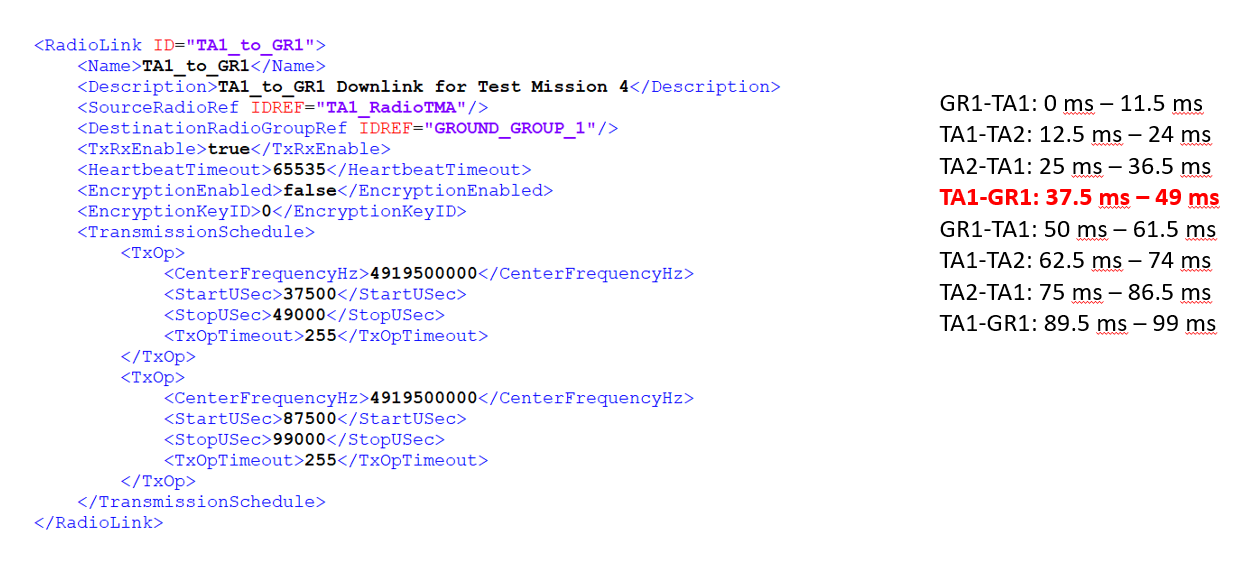 <RadioLink ID="TA1_to_GR1">
<Name>TA1_to_GR1</Name>
<Description>TA1_to_GR1 Downlink for Test Mission 4</Description>
<SourceRadioRef IDREF="TA1_RadioTMA"/>
<DestinationRadioGroupRef IDREF="GROUND_GROUP_1"/>
<TxRxEnable>true</TxRxEnable>
<HeartbeatTimeout>65535</HeartbeatTimeout>
<EncryptionEnabled>false</EncryptionEnabled>
<EncryptionKeyID>0</EncryptionKeyID>
<TransmissionSchedule>
<TxOp>
<CenterFrequencyHz>4919500000</CenterFrequencyHz>
<StartUSec>37500</StartUSec>
<StopUSec>49000</StopUSec>
<TxOpTimeout>255</TxOpTimeout>
</TxOp>
<TxOp>
<CenterFrequencyHz>4919500000</CenterFrequencyHz>
<StartUSec>87500</StartUSec>
<StopUSec>99000</StopUSec>
<TxOpTimeout>255</TxOpTimeout>
</TxOp>
</TransmissionSchedule>
</RadioLink>
GR1-TA1: 0 ms – 11.5 ms
TA1-TA2: 12.5 ms – 24 ms
TA2-TA1: 25 ms – 36.5 ms
TA1-GR1: 37.5 ms – 49 ms
GR1-TA1: 50 ms – 61.5 ms
TA1-TA2: 62.5 ms – 74 ms
TA2-TA1: 75 ms – 86.5 ms
TA1-GR1: 89.5 ms – 99 ms